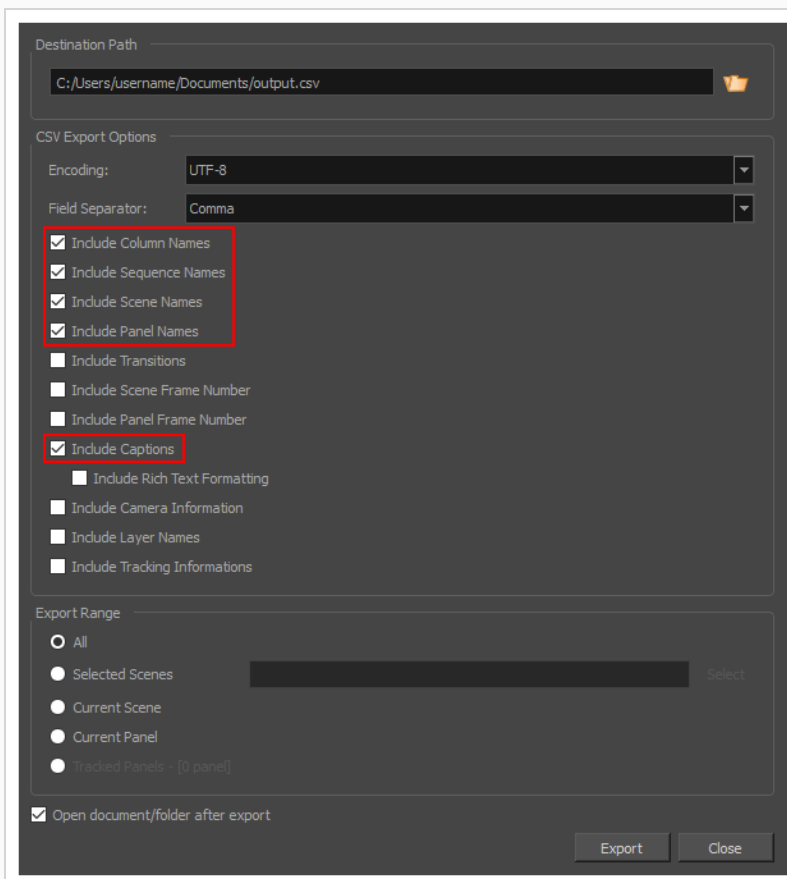 Destination Path
C:/Users/username/Documents/output.csv
CSV Export Options
Encoding: UTF-8
Field Separator: Comma
Include Column Names
Include Sequence Names
Include Scene Names
Include Panel Names
Include Transitions
Include Scene Frame Number
Include Panel Frame Number
Include Captions
Include Rich Text Formatting
Include Camera Information
Include Layer Names
Include Tracking Informations
Export Range
All
Selected Scenes Select
Current Scene
Current Panel
Tracked Panels - [0 panel]
Open document/folder after export
Export Close